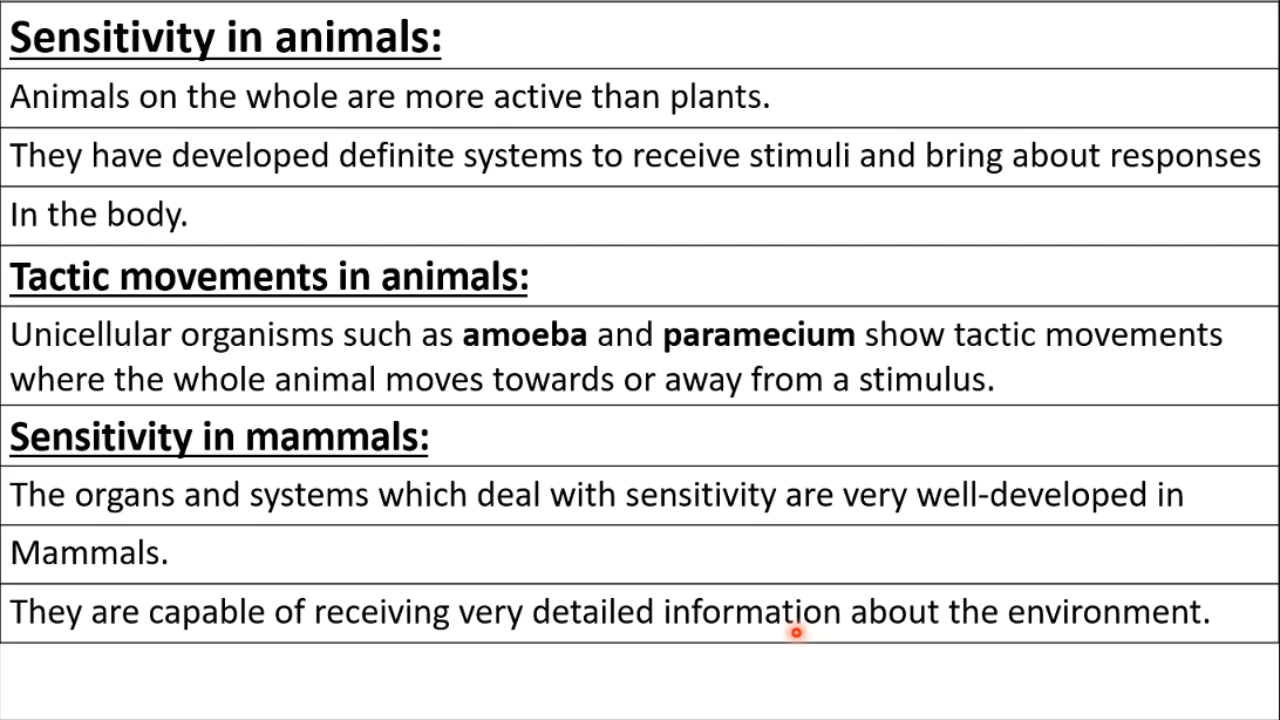 Sensitivity in animals:
Animals on the whole are more active than plants.
They have developed definite systems to receive stimuli and bring about responses
In the body.
Tactic movements in animals:
Unicellular organisms such as amoeba and paramecium show tactic movements
where the whole animal moves towards or away from a stimulus.
Sensitivity in mammals:
The organs and systems which deal with sensitivity are very well-developed in
Mammals.
They are capable of receiving very detailed information about the environment.